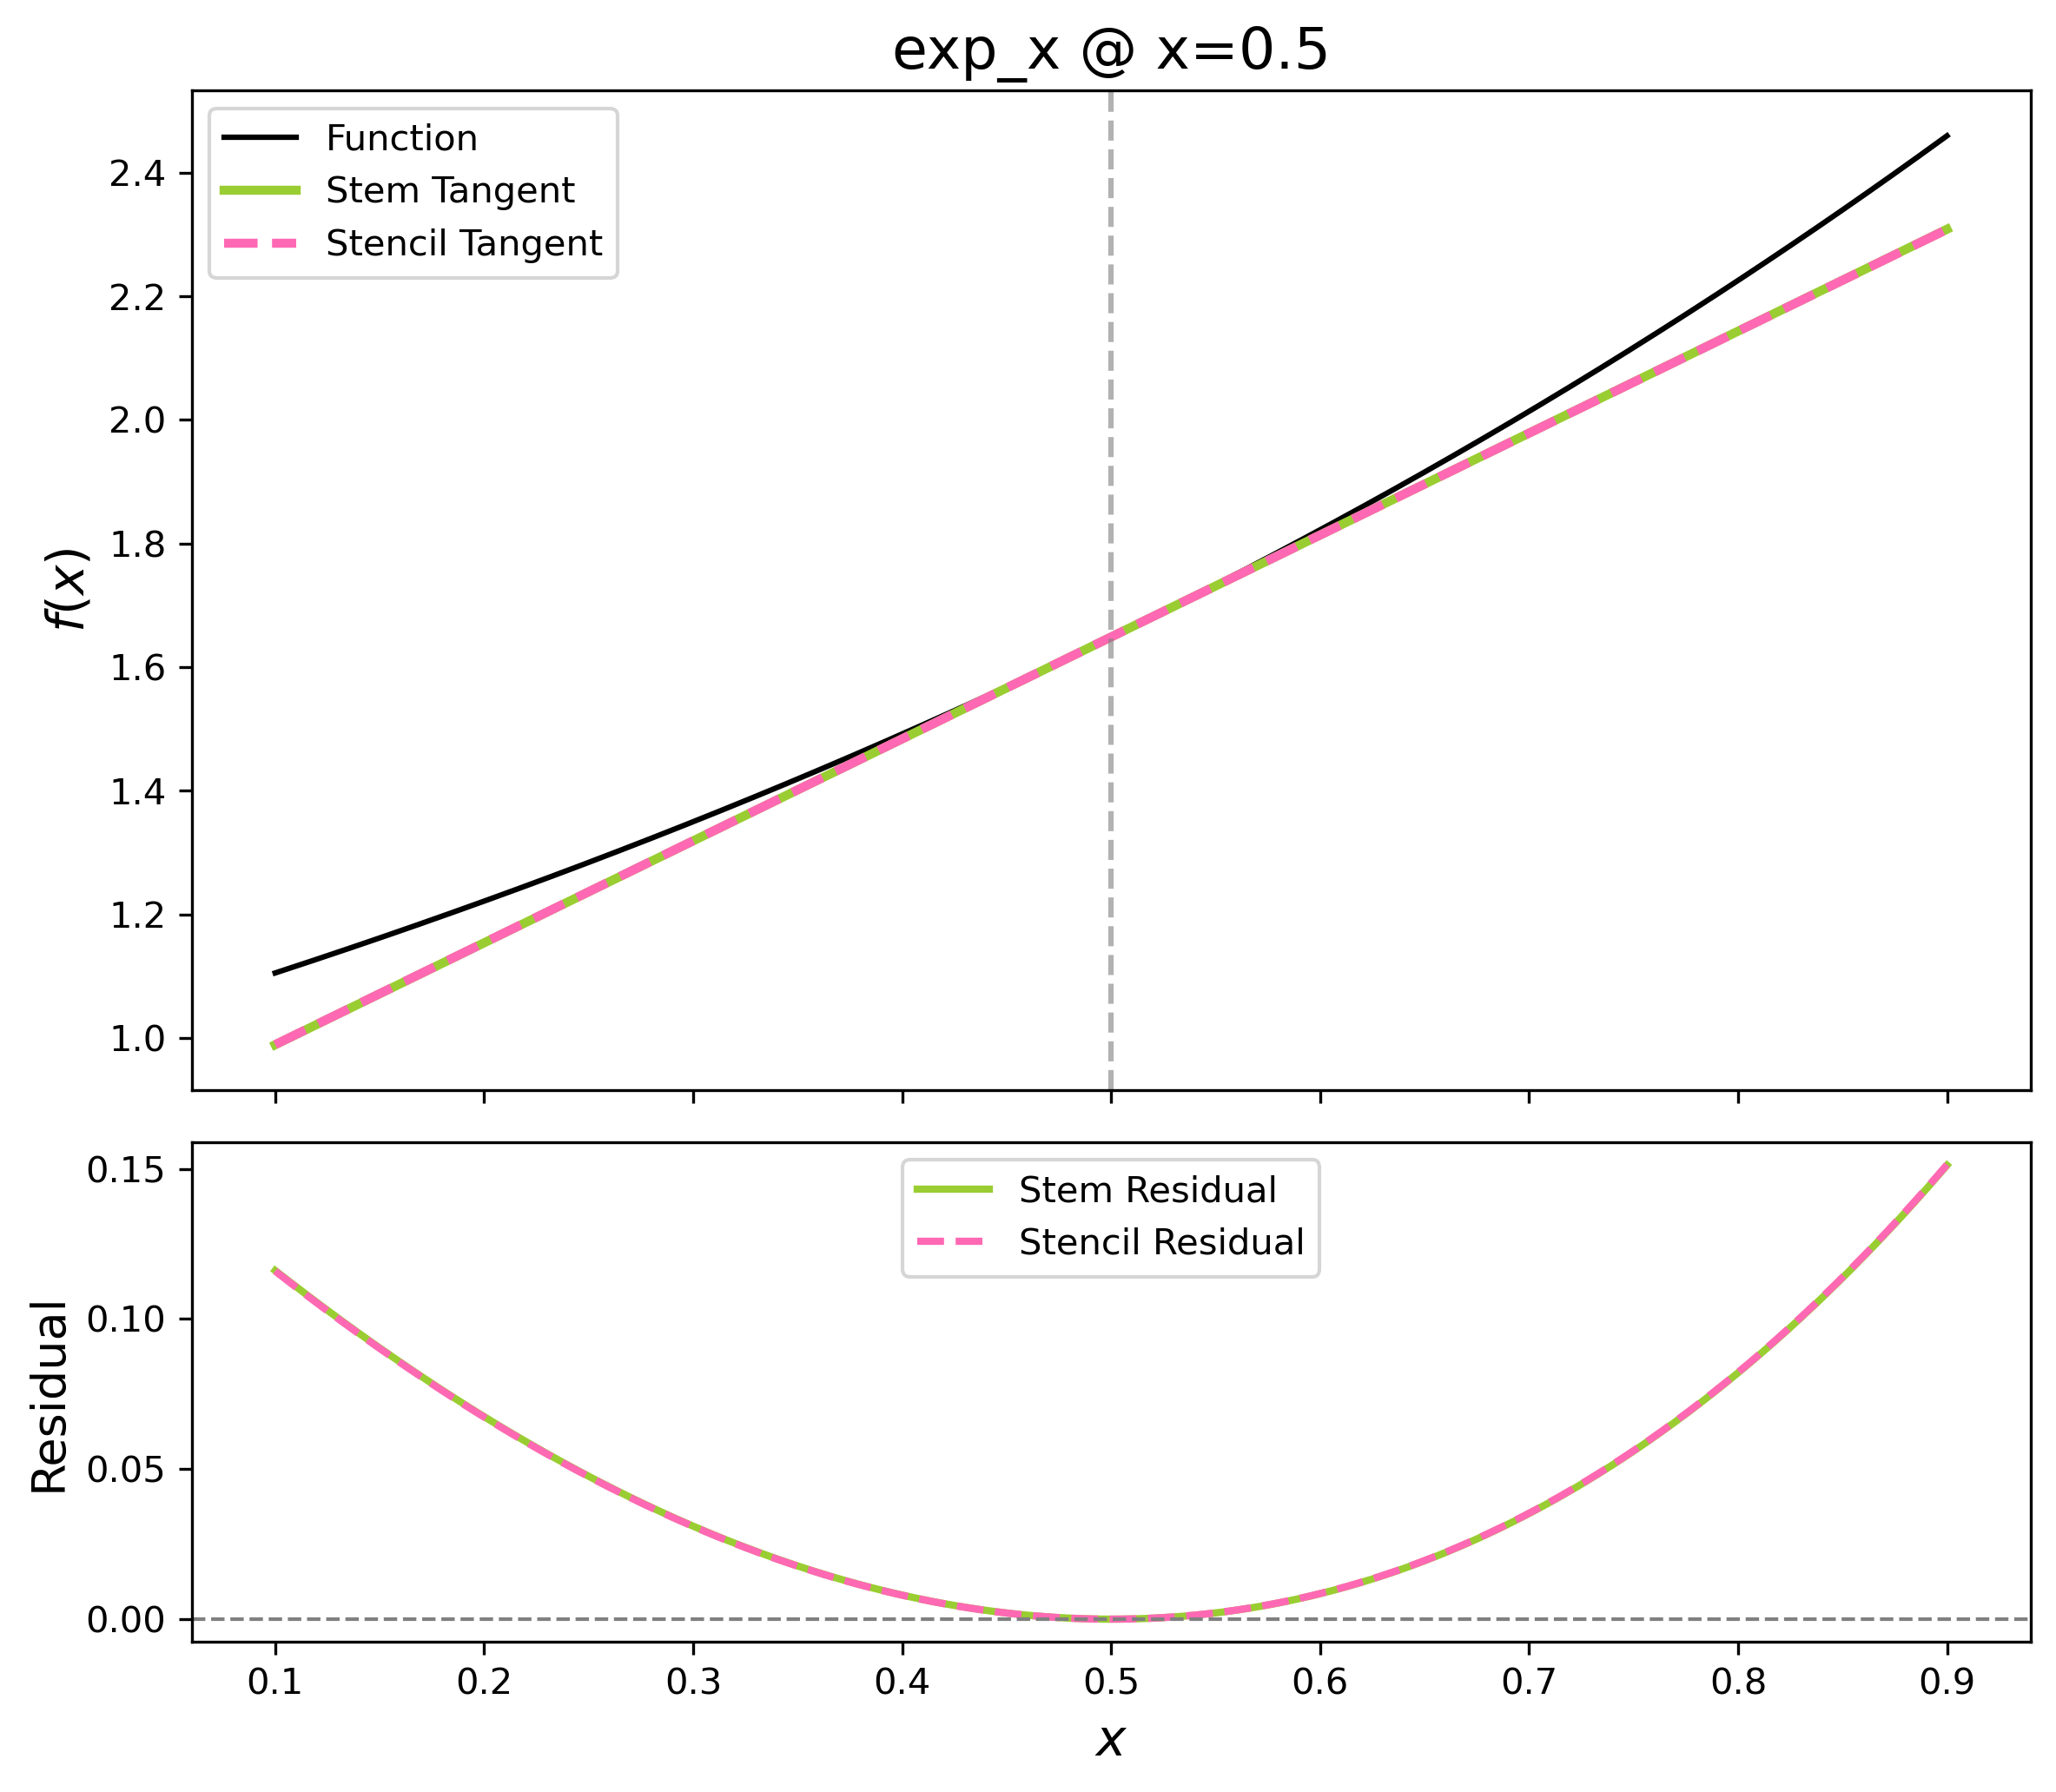 exp_x @ x=0.5
Function
Stem Tangent
Stencil Tangent
2.4
2.2
2.0
1.8
1.6
1.4
1.2
1.0
f(x)
Stem Residual
Stencil Residual
0.15
0.10
0.05
0.00
Residual
0.1 0.2 0.3 0.4 0.5 0.6 0.7 0.8 0.9
x